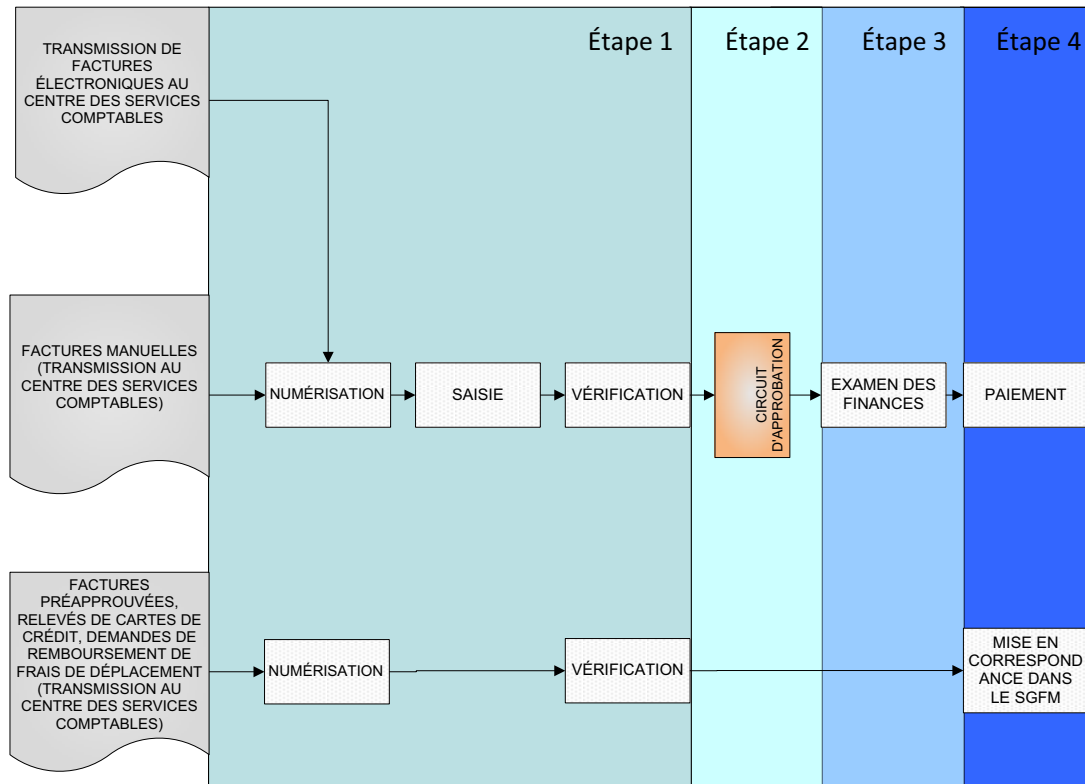 TRANSMISSION DE
FACTURES
ÉLECTRONIQUES AU
CENTRE DES SERVICES
COMPTABLES
Étape 1
Étape 2
Étape 3
Étape 4
FACTURES MANUELLES
(TRANSMISSION AU
CENTRE DES SERVICES
COMPTABLES)
NUMÉRISATION
SAISIE
VÉRIFICATION
CIRCUIT
D'APPROBATION
EXAMEN DES
FINANCES
PAIEMENT
FACTURES
PRÉAPPROUVÉES,
RELEVÉS DE CARTES DE
CRÉDIT, DEMANDES DE
REMBOURSEMENT DE
FRAIS DE DÉPLACEMENT
(TRANSMISSION AU
CENTRE DES SERVICES
COMPTABLES)
NUMÉRISATION
VÉRIFICATION
MISE EN
CORRESPOND
ANCE DANS
LE SGFM